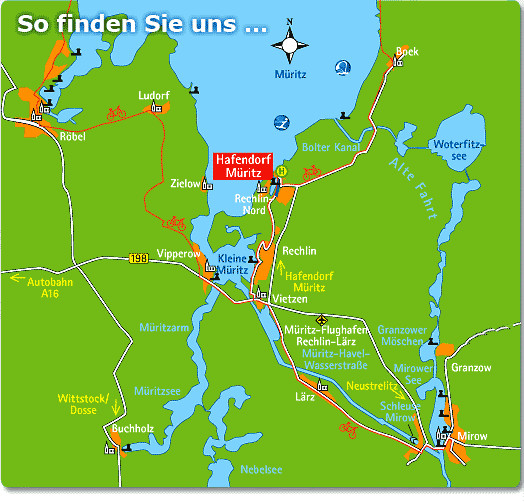 So finden Sie uns ...
N
Boek
Müritz
Ludorf
Röbel
Bolter Kanal
Woterfitz-
see
Alte Fahrt
Hafendorf
Müritz
H
Zielow
Rechlin-
Nord
198
Vipperow
Kleine
Müritz
Rechlin
Hafendorf
Müritz
Autobahn
A16
Vietzen
Müritzarm
Müritz-Flughafen
Rechlin-Lärz
Müritz-Havel-
Wasserstraße
Granzower
Möschen
Mirower
See
Granzow
Neustrelitz
Müritzsee
Lärz
Wittstock/
Dosse
Schleuse
Mirow
Buchholz
Mirow
Nebelsee